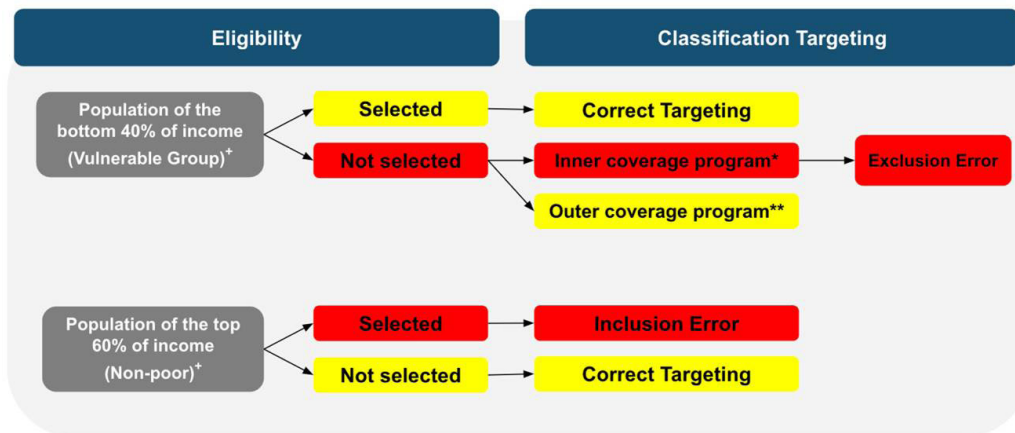 Eligibility
Classification Targeting
Population of the
bottom 40% of income
(Vulnerable Group)+
Selected
Correct Targeting
Not selected
Inner coverage program*
Exclusion Error
Outer coverage program**
Population of the top
60% of income
(Non-poor)+
Selected
Inclusion Error
Not selected
Correct Targeting